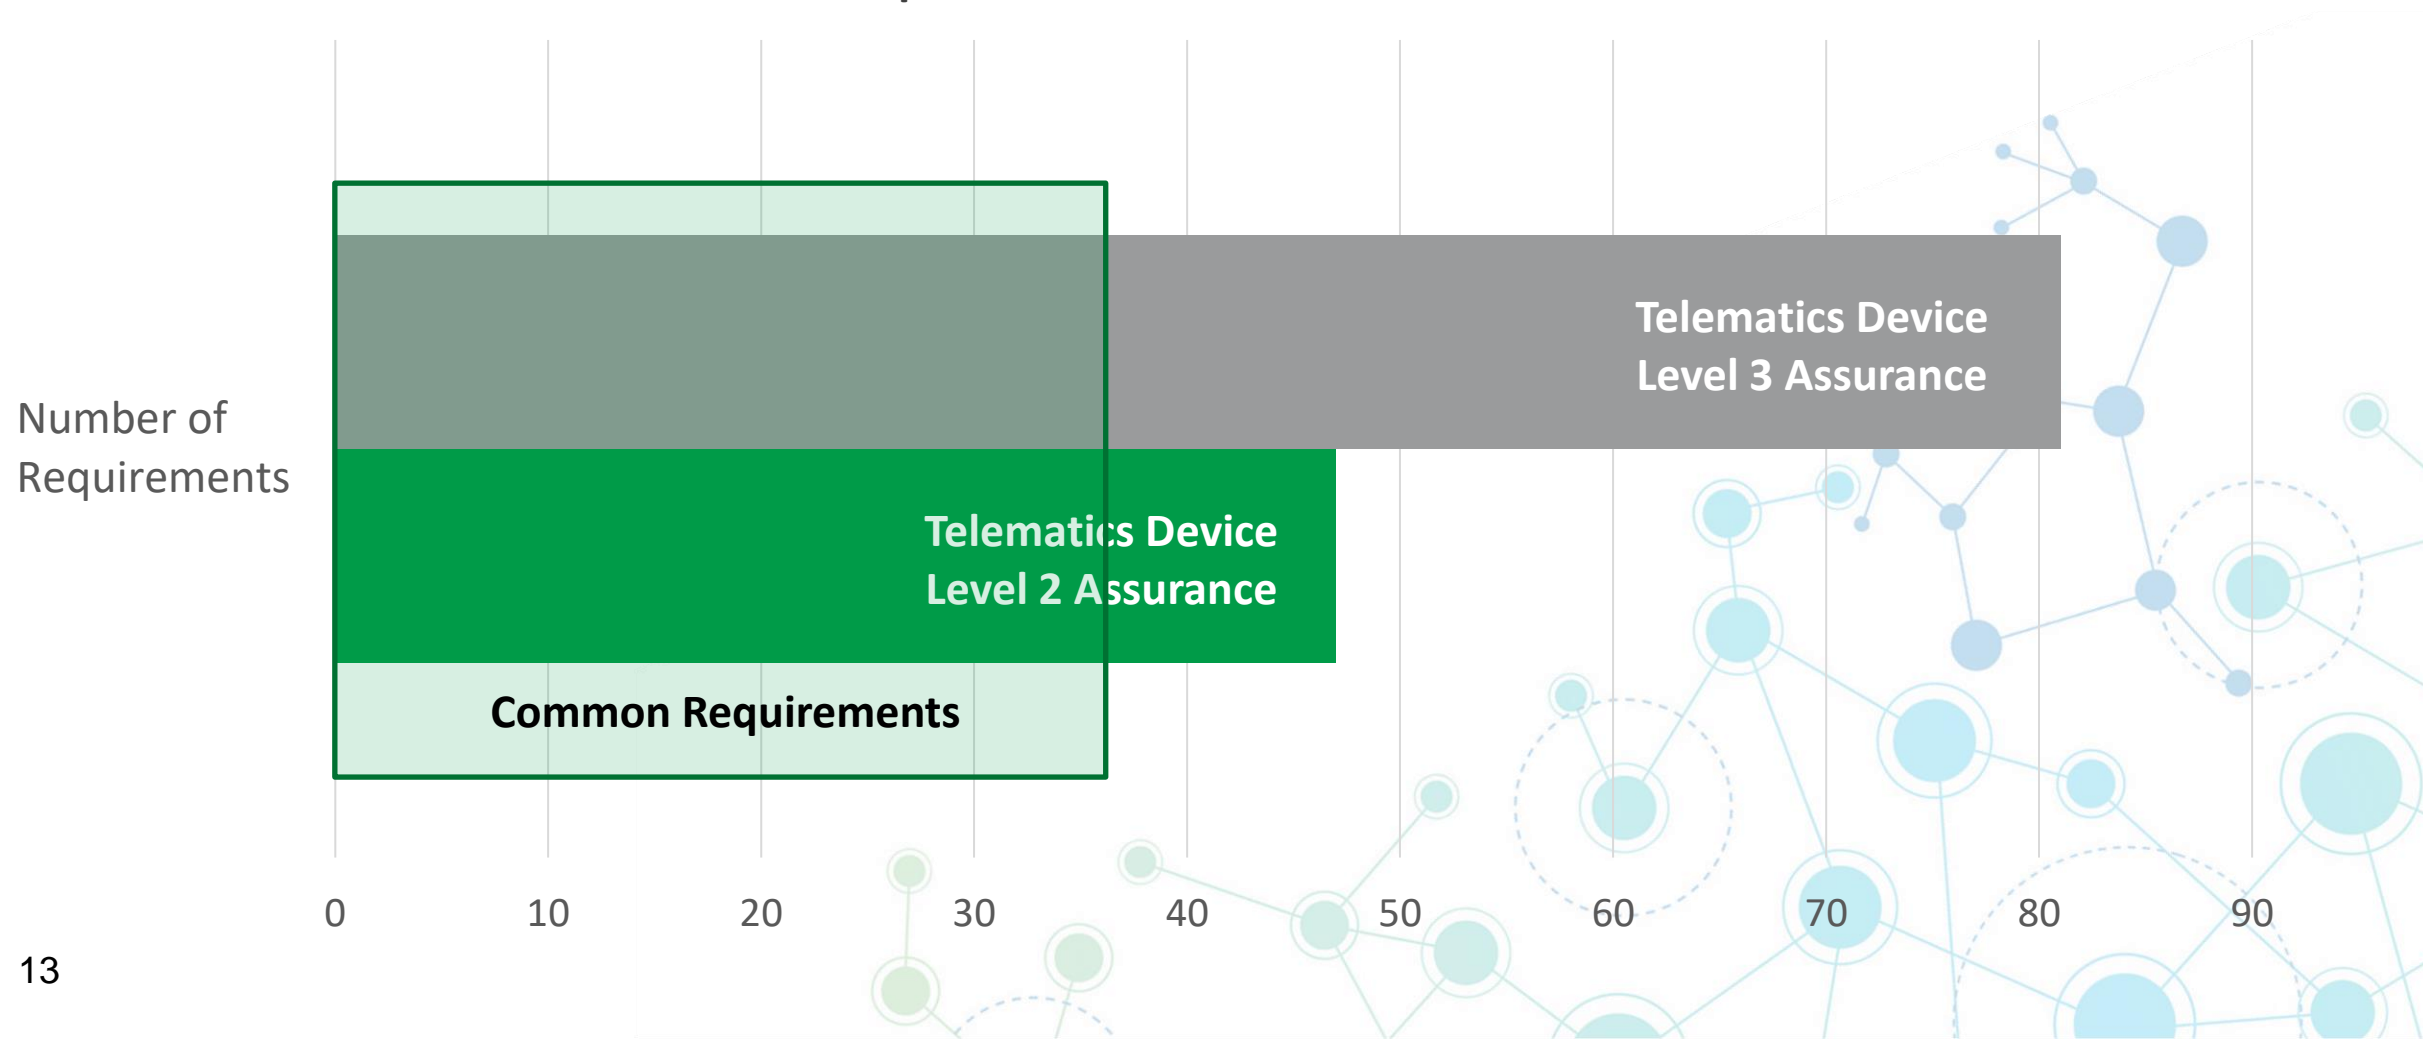 Telematics Device
Level 3 Assurance
Number of
Requirements
Telematics Device
Level 2 Assurance
Common Requirements
0 10 20 30 40 50 60 70 80 90
13